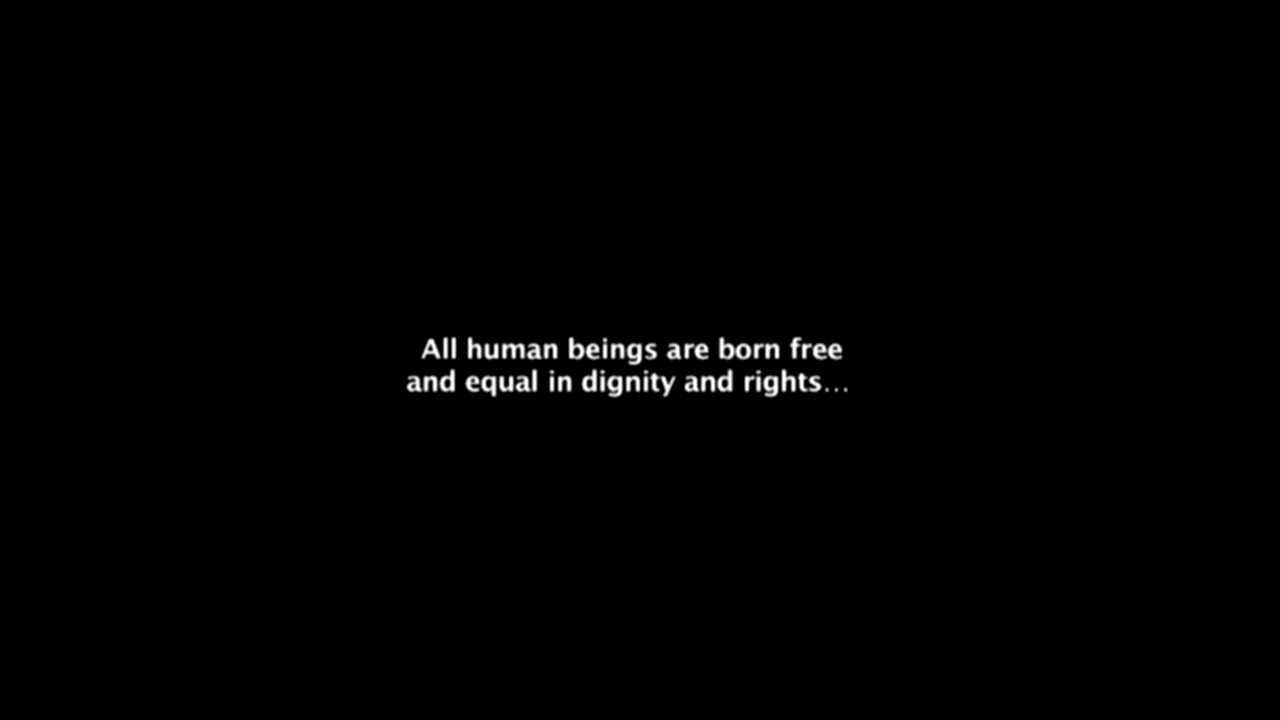 All human beings are born free
and equal in dignity and rights…